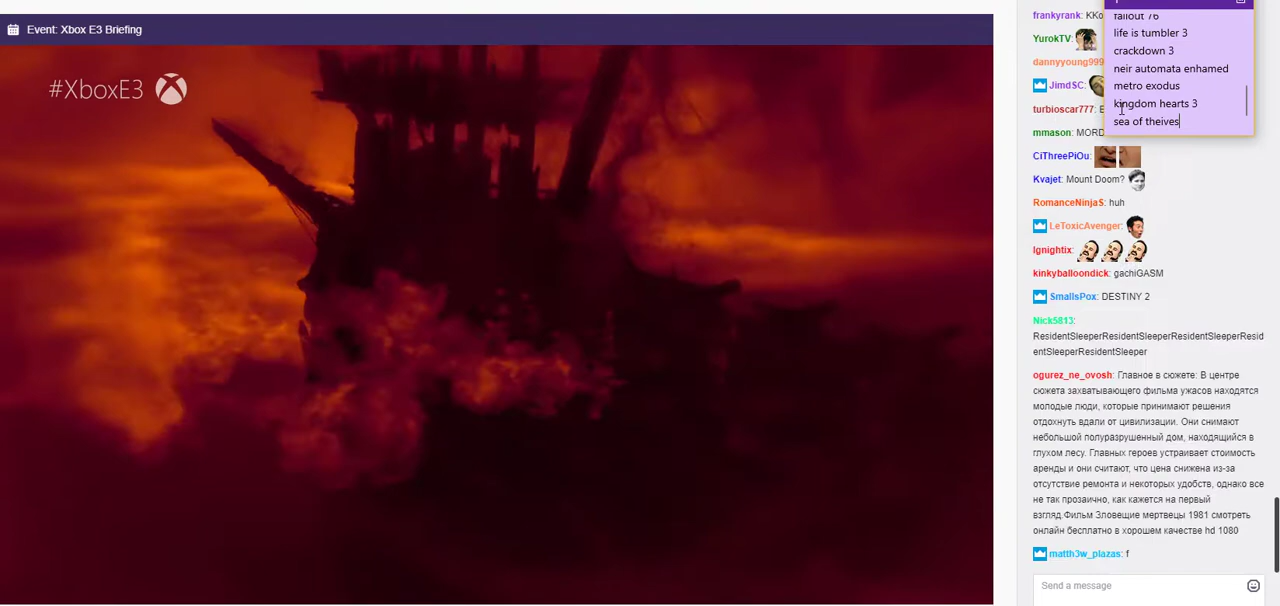 Event: Xbox E3 Briefing
#XboxE3
fallout 76
life is tumbler 3
crackdown 3
neir automata enhamed
metro exodus
kingdom hearts 3
sea of theives
frankyrank: KKo
YurokTV:
dannyyoung999
JimdSC:
turbioscar777: E
mmason: MORD
CiThreePiOu:
Kvajet: Mount Doom?
RomanceNinja$: huh
LeToxicAvenger:
Ignightix:
kinkyballoondick: gachiGASM
SmallsPox: DESTINY 2
Nick5813:
ResidentSleeperResidentSleeperResidentSleeperResid
entSleeperResidentSleeper
ogurez_ne_ovosh: Главное в сюжете: В центре
сюжета захватывающего фильма ужасов находятся
молодые люди, которые принимают решения
отдохнуть вдали от цивилизации. Они снимают
небольшой полуразрушенный дом, находящийся в
глухом лесу. Главных героев устраивает стоимость
аренды и они считают, что цена снижена из-за
отсутствие ремонта и некоторых удобств, однако все
не так прозаично, как кажется на первый
взгляд.Фильм Зловещие мертвецы 1981 смотреть
онлайн бесплатно в хорошем качестве hd 1080
matth3w_plazas: f
Send a message